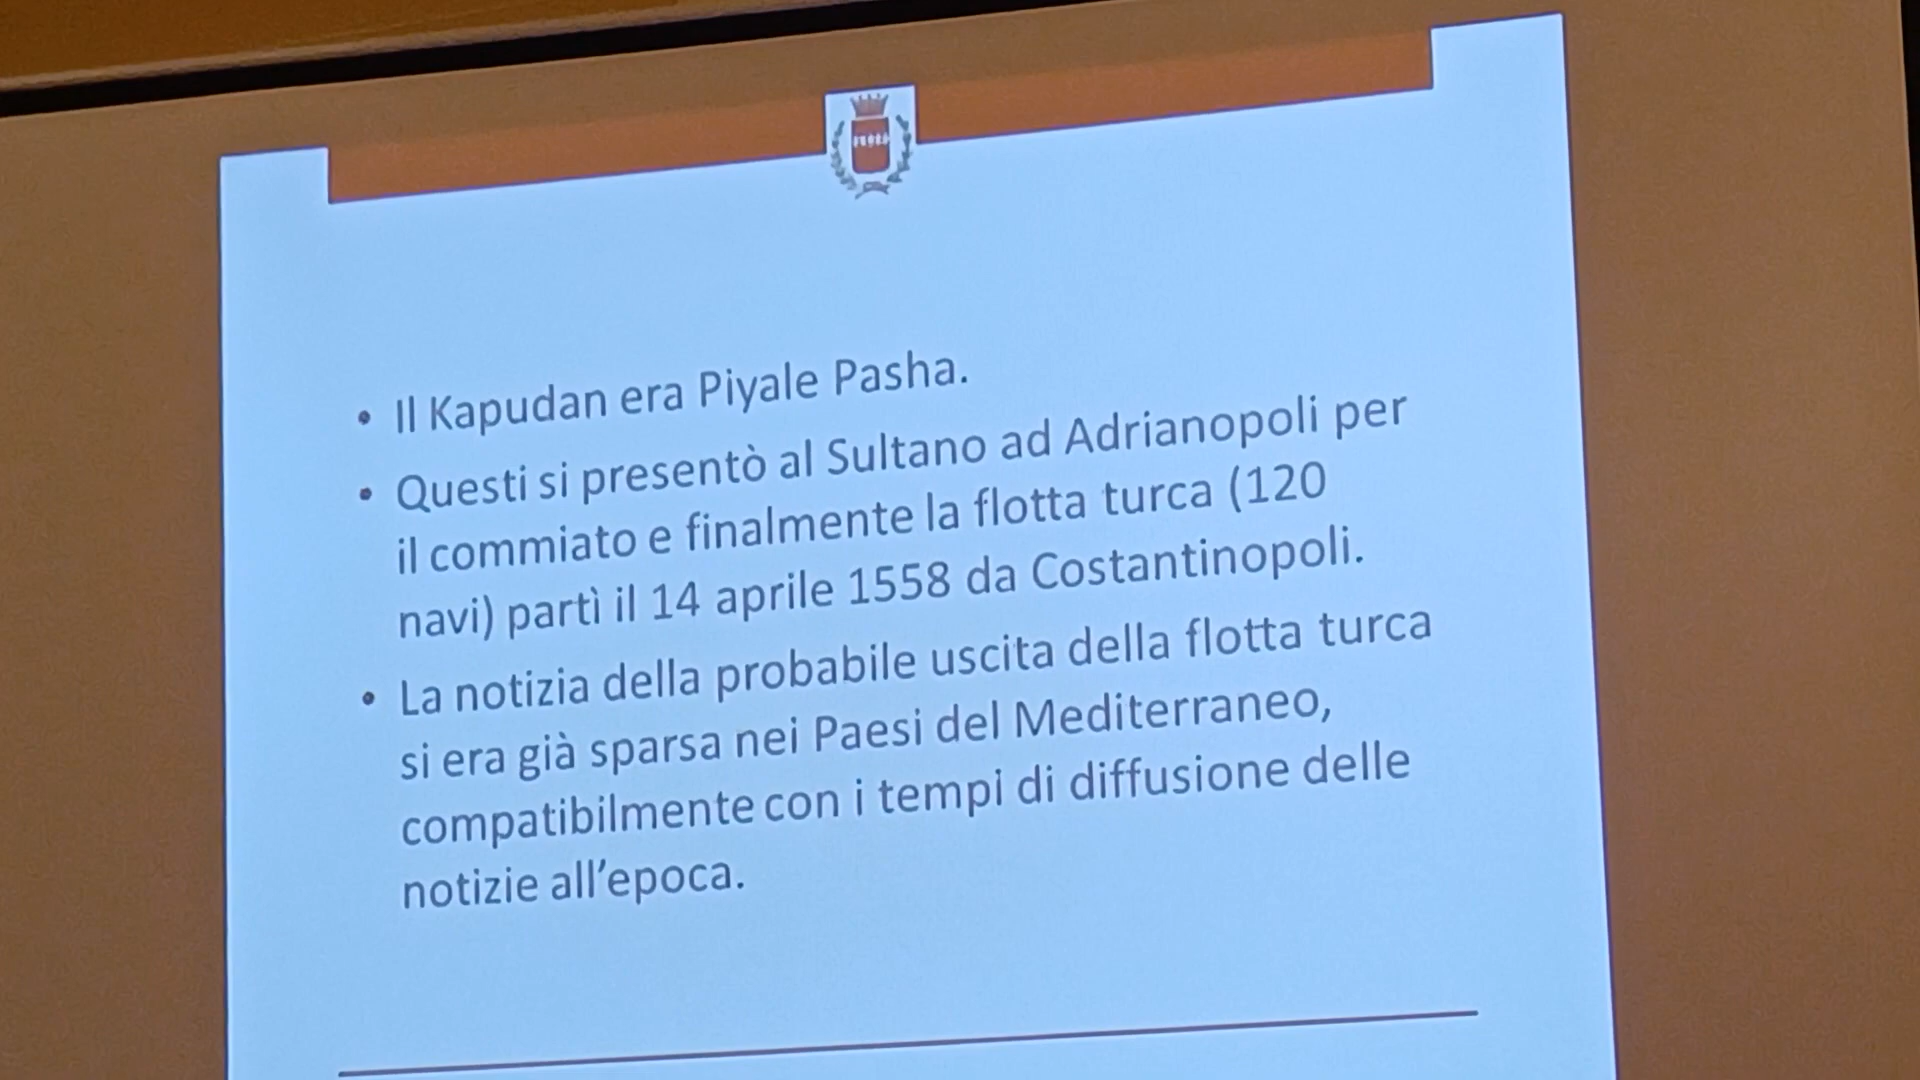 • Il Kapudan era Piyale Pasha.
• Questi si presentò al Sultano ad Adrianopoli per
il commiato e finalmente la flotta turca (120
navi) partì il 14 aprile 1558 da Costantinopoli.
• La notizia della probabile uscita della flotta turca
si era già sparsa nei Paesi del Mediterraneo,
compatibilmente con i tempi di diffusione delle
notizie all'epoca.